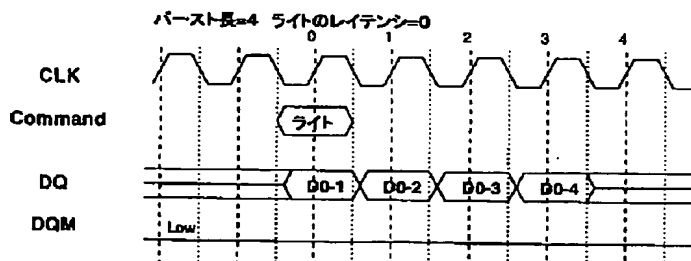 バースト長=4 ライトのレイテンシ=0
0 1 2 3 4
CLK
Command ライト
DQ D0-1 D0-2 D0-3 D0-4
DQM Low